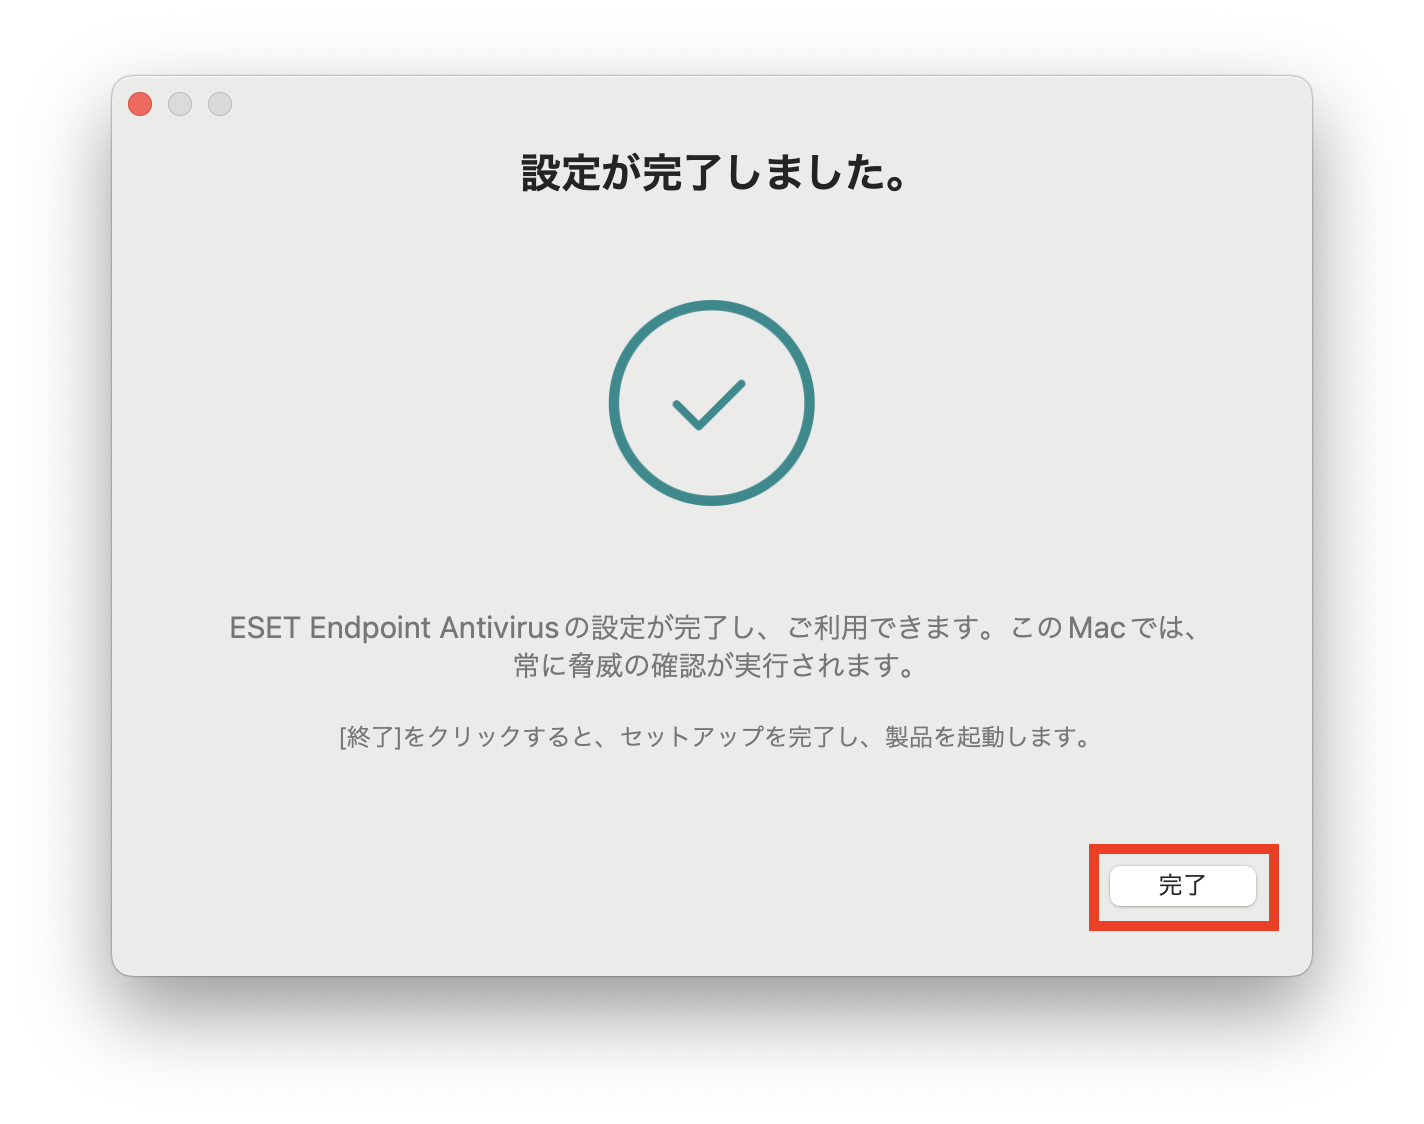 設定が完了しました。
ESET Endpoint Antivirusの設定が完了し、ご利用できます。このMacでは、
常に脅威の確認が実行されます。
[終了]をクリックすると、セットアップを完了し、製品を起動します。
完了